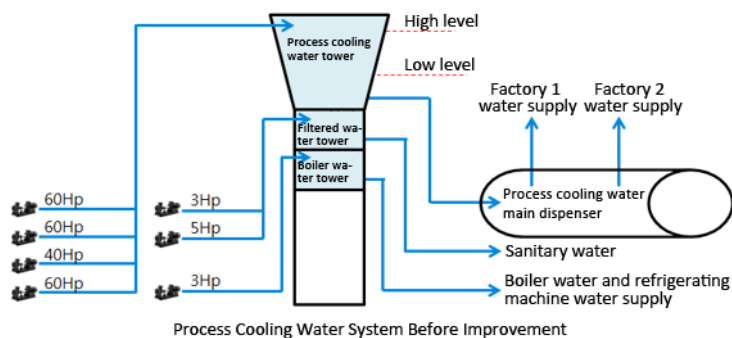 High level
Process cooling
water tower
Low level
Factory 1
water supply
Factory 2
water supply
Filtered wa-
ter tower
Boiler wa-
ter tower
Process cooling water
main dispenser
60Hp
60Hp
40Hp
60Hp
3Hp
5Hp
3Hp
Sanitary water
Boiler water and refrigerating
machine water supply
Process Cooling Water System Before Improvement